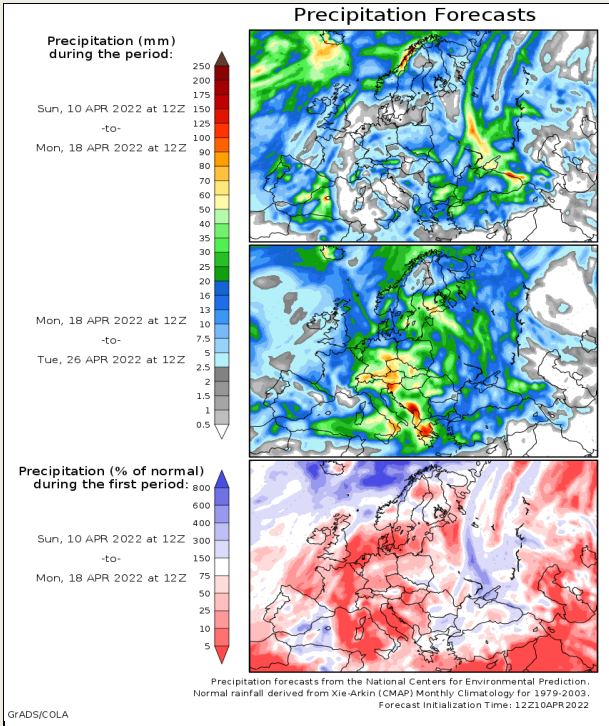 Precipitation Forecasts
Precipitation (mm)
during the period:
Sun, 10 APR 2022 at 12Z
-to-
Mon, 18 APR 2022 at 12Z
250
200
175
150
125
100
90
80
70
60
50
40
35
30
25
20
16
13
10
7.5
5
2.5
2
1.5
1
0.5
Mon, 18 APR 2022 at 12Z
-to-
Tue, 26 APR 2022 at 12Z
Precipitation (% of normal)
during the first period:
Sun, 10 APR 2022 at 12Z
-to-
Mon, 18 APR 2022 at 12Z
800
600
400
300
150
75
50
25
10
5
Precipitation forecasts from the National Centers for Environmental Prediction.
Normal rainfall derived from Xie-Arkin (CMAP) Monthly Climatology for 1979-2003.
Forecast Initialization Time: 12Z10APR2022
GrADS/COLA